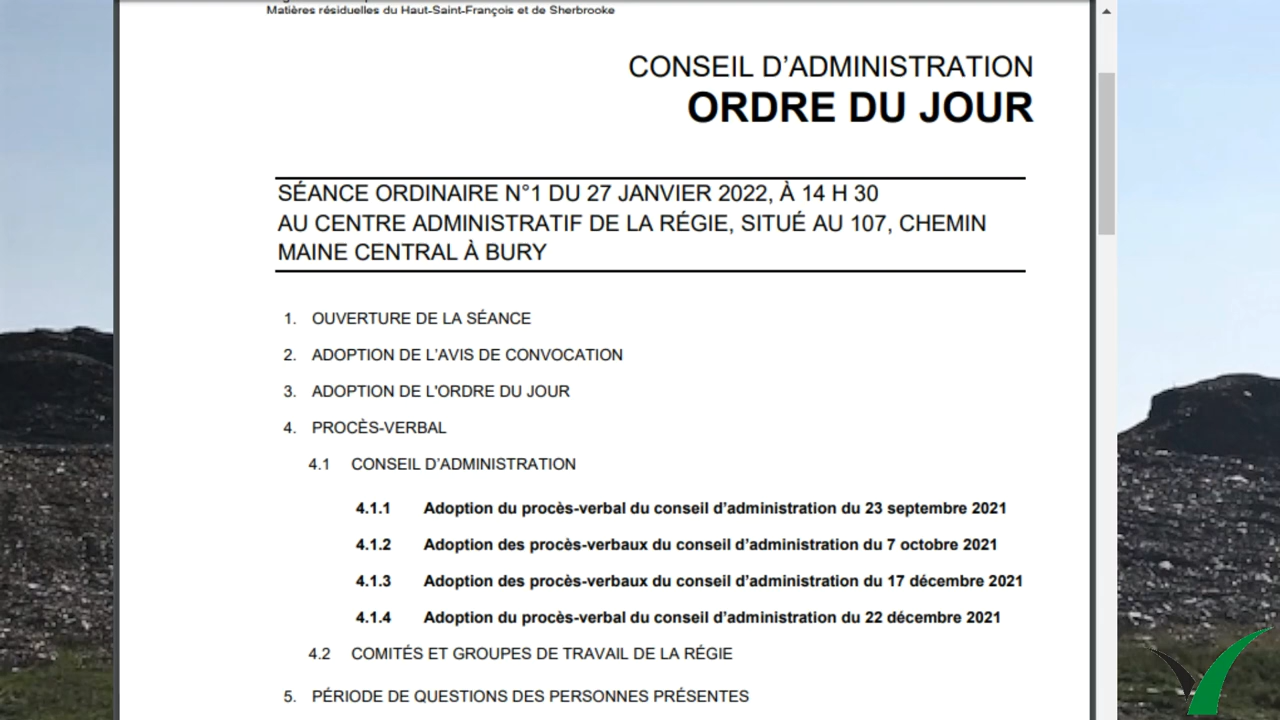 Matières résiduelles du Haut-Saint-François et de Sherbrooke
CONSEIL D’ADMINISTRATION
ORDRE DU JOUR
SÉANCE ORDINAIRE N°1 DU 27 JANVIER 2022, À 14 H 30
AU CENTRE ADMINISTRATIF DE LA RÉGIE, SITUÉ AU 107, CHEMIN
MAINE CENTRAL À BURY
1. OUVERTURE DE LA SÉANCE
2. ADOPTION DE L’AVIS DE CONVOCATION
3. ADOPTION DE L'ORDRE DU JOUR
4. PROCÈS-VERBAL
4.1 CONSEIL D’ADMINISTRATION
4.1.1 Adoption du procès-verbal du conseil d’administration du 23 septembre 2021
4.1.2 Adoption des procès-verbaux du conseil d’administration du 7 octobre 2021
4.1.3 Adoption des procès-verbaux du conseil d’administration du 17 décembre 2021
4.1.4 Adoption du procès-verbal du conseil d’administration du 22 décembre 2021
4.2 COMITÉS ET GROUPES DE TRAVAIL DE LA RÉGIE
5. PÉRIODE DE QUESTIONS DES PERSONNES PRÉSENTES